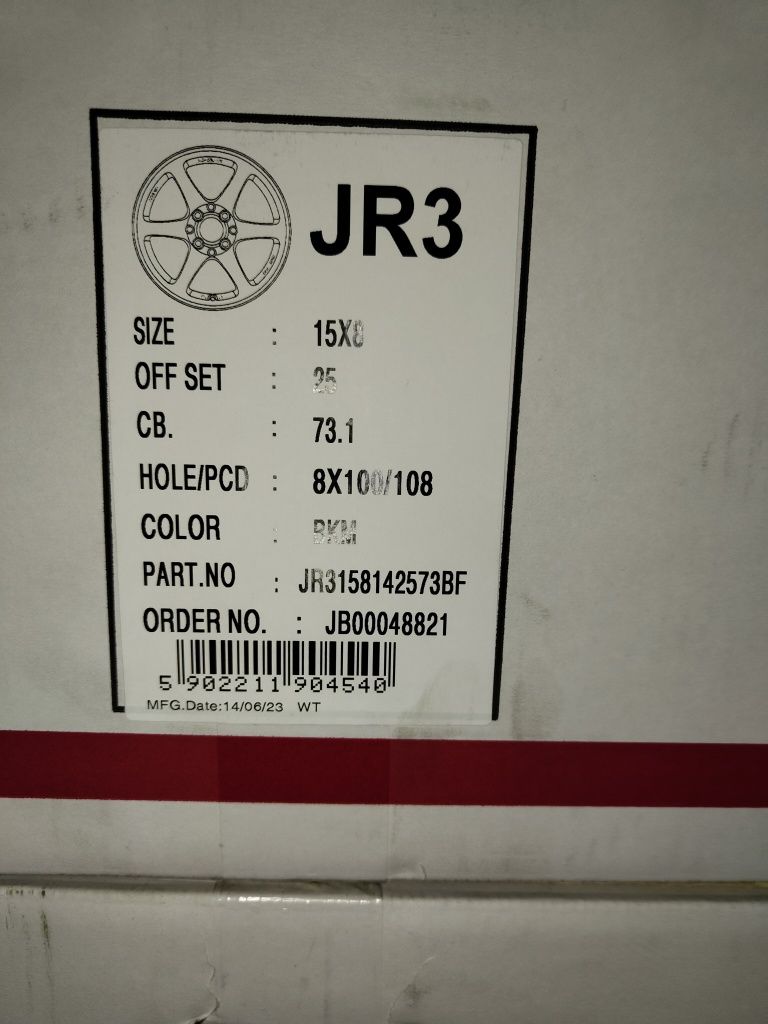 JR3
SIZE : 15X8
OFF SET : 25
CB. : 73.1
HOLE/PCD : 8X100/108
COLOR : BKM
PART.NO : JR3158142573BF
ORDER NO. : JB00048821
5 902211 904540
MFG.Date:14/06/23 WT